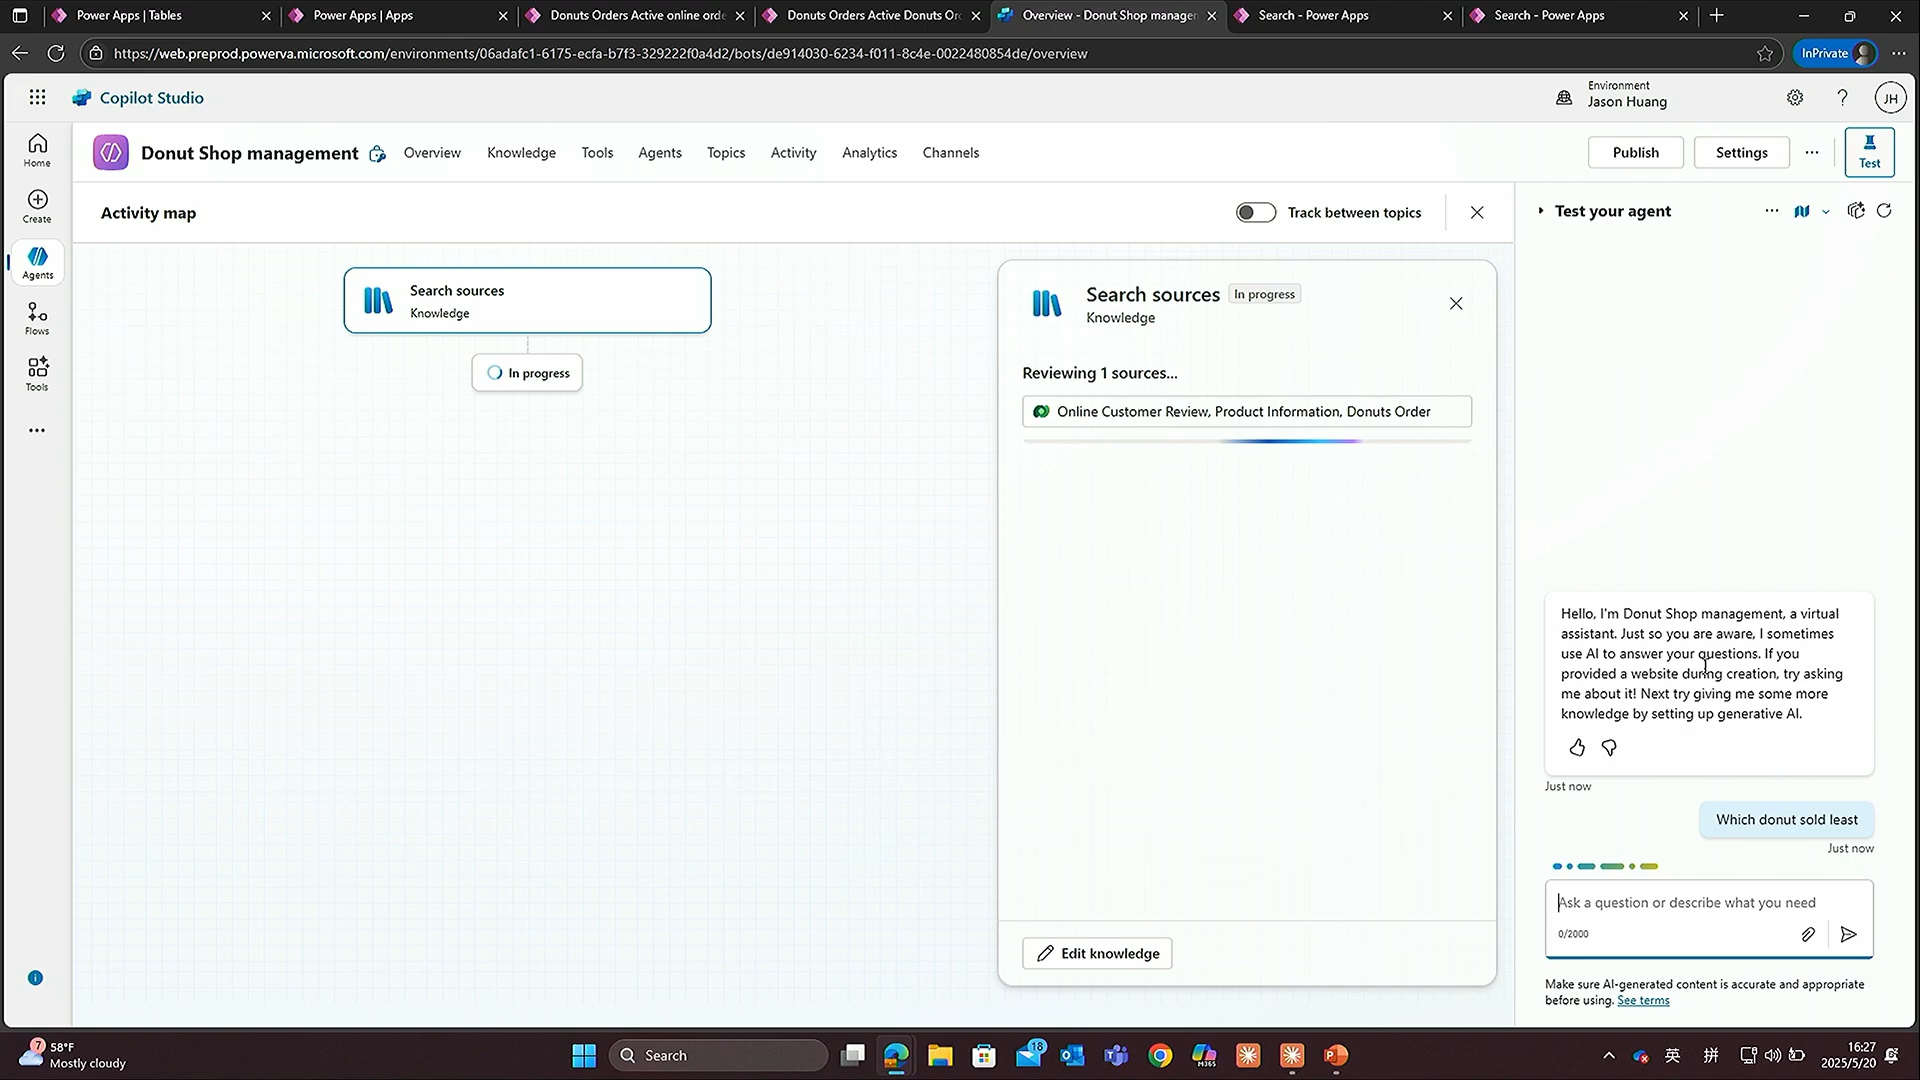 Power Apps | Tables
Power Apps | Apps
Donuts Orders Active online orde
Donuts Orders Active Donuts Or
Overview - Donut Shop manager
Search - Power Apps
Search - Power Apps
https://web.preprod.powerva.microsoft.com/environments/06adafc1-6175-ecfa-b7f3-329222f0a4d2/bots/de914030-6234-f011-8c4e-0022480854de/overview
InPrivate
Copilot Studio
Environment
Jason Huang
JH
Home
Create
Agents
Flows
Tools
Donut Shop management
Overview
Knowledge
Tools
Agents
Topics
Activity
Analytics
Channels
Publish
Settings
Test
Activity map
Track between topics
Search sources
Knowledge
In progress
Search sources
In progress
Knowledge
Reviewing 1 sources...
Online Customer Review, Product Information, Donuts Order
Edit knowledge
Test your agent
Hello, I'm Donut Shop management, a virtual
assistant. Just so you are aware, I sometimes
use AI to answer your questions. If you
provided a website during creation, try asking
me about it! Next try giving me some more
knowledge by setting up generative AI.
Just now
Which donut sold least
Just now
Ask a question or describe what you need
0/2000
Make sure AI-generated content is accurate and appropriate
before using. See terms
7
58°F
Mostly cloudy
Search
18
M365
英
拼
16:27
2025/5/20